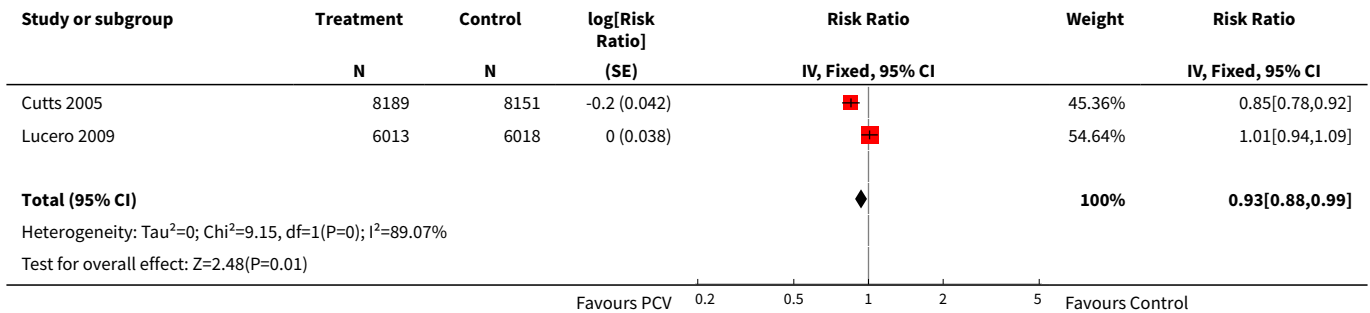 Study or subgroup Treatment Control log[Risk Ratio] Risk Ratio Weight Risk Ratio
N N (SE) IV, Fixed, 95% CI IV, Fixed, 95% CI
Cutts 2005 8189 8151 -0.2 (0.042) 45.36% 0.85[0.78,0.92]
Lucero 2009 6013 6018 0 (0.038) 54.64% 1.01[0.94,1.09]
Total (95% CI) 100% 0.93[0.88,0.99]
Heterogeneity: Tau²=0; Chi²=9.15, df=1(P=0); I²=89.07%
Test for overall effect: Z=2.48(P=0.01)
Favours PCV 0.2 0.5 1 2 5 Favours Control